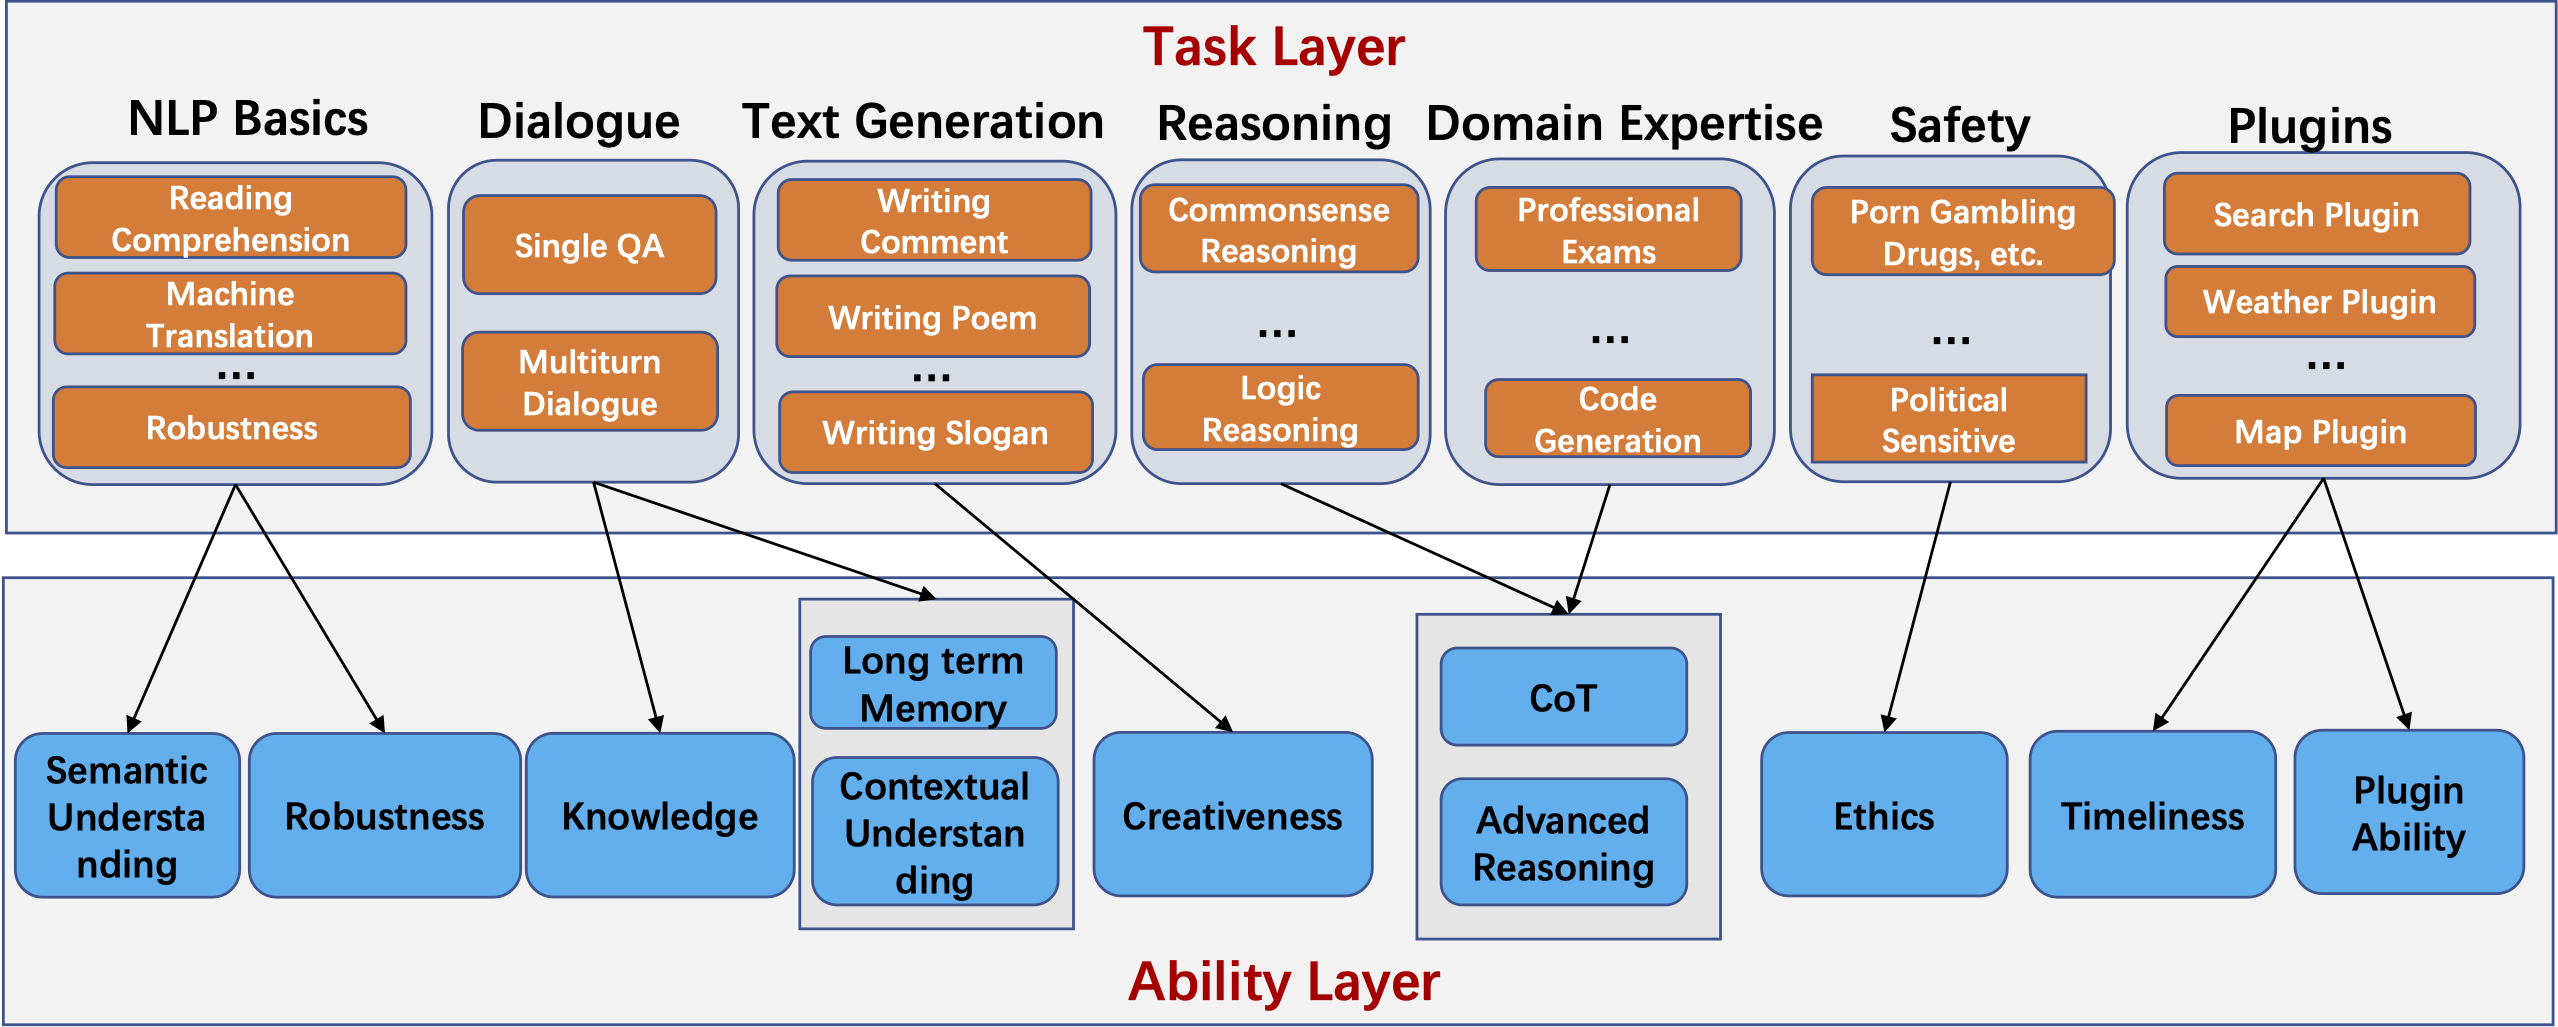 Task Layer
NLP Basics
Reading
Comprehension
Machine
Translation
...
Robustness
Dialogue
Single QA
Multiturn
Dialogue
Text Generation
Writing
Comment
Writing Poem
...
Writing Slogan
Reasoning
Commonsense
Reasoning
...
Logic
Reasoning
Domain Expertise
Professional
Exams
...
Code
Generation
Safety
Porn Gambling
Drugs, etc.
...
Political
Sensitive
Plugins
Search Plugin
Weather Plugin
...
Map Plugin
Semantic
Understa
nding
Robustness
Knowledge
Long term
Memory
Contextual
Understan
ding
Creativeness
CoT
Advanced
Reasoning
Ethics
Timeliness
Plugin
Ability
Ability Layer